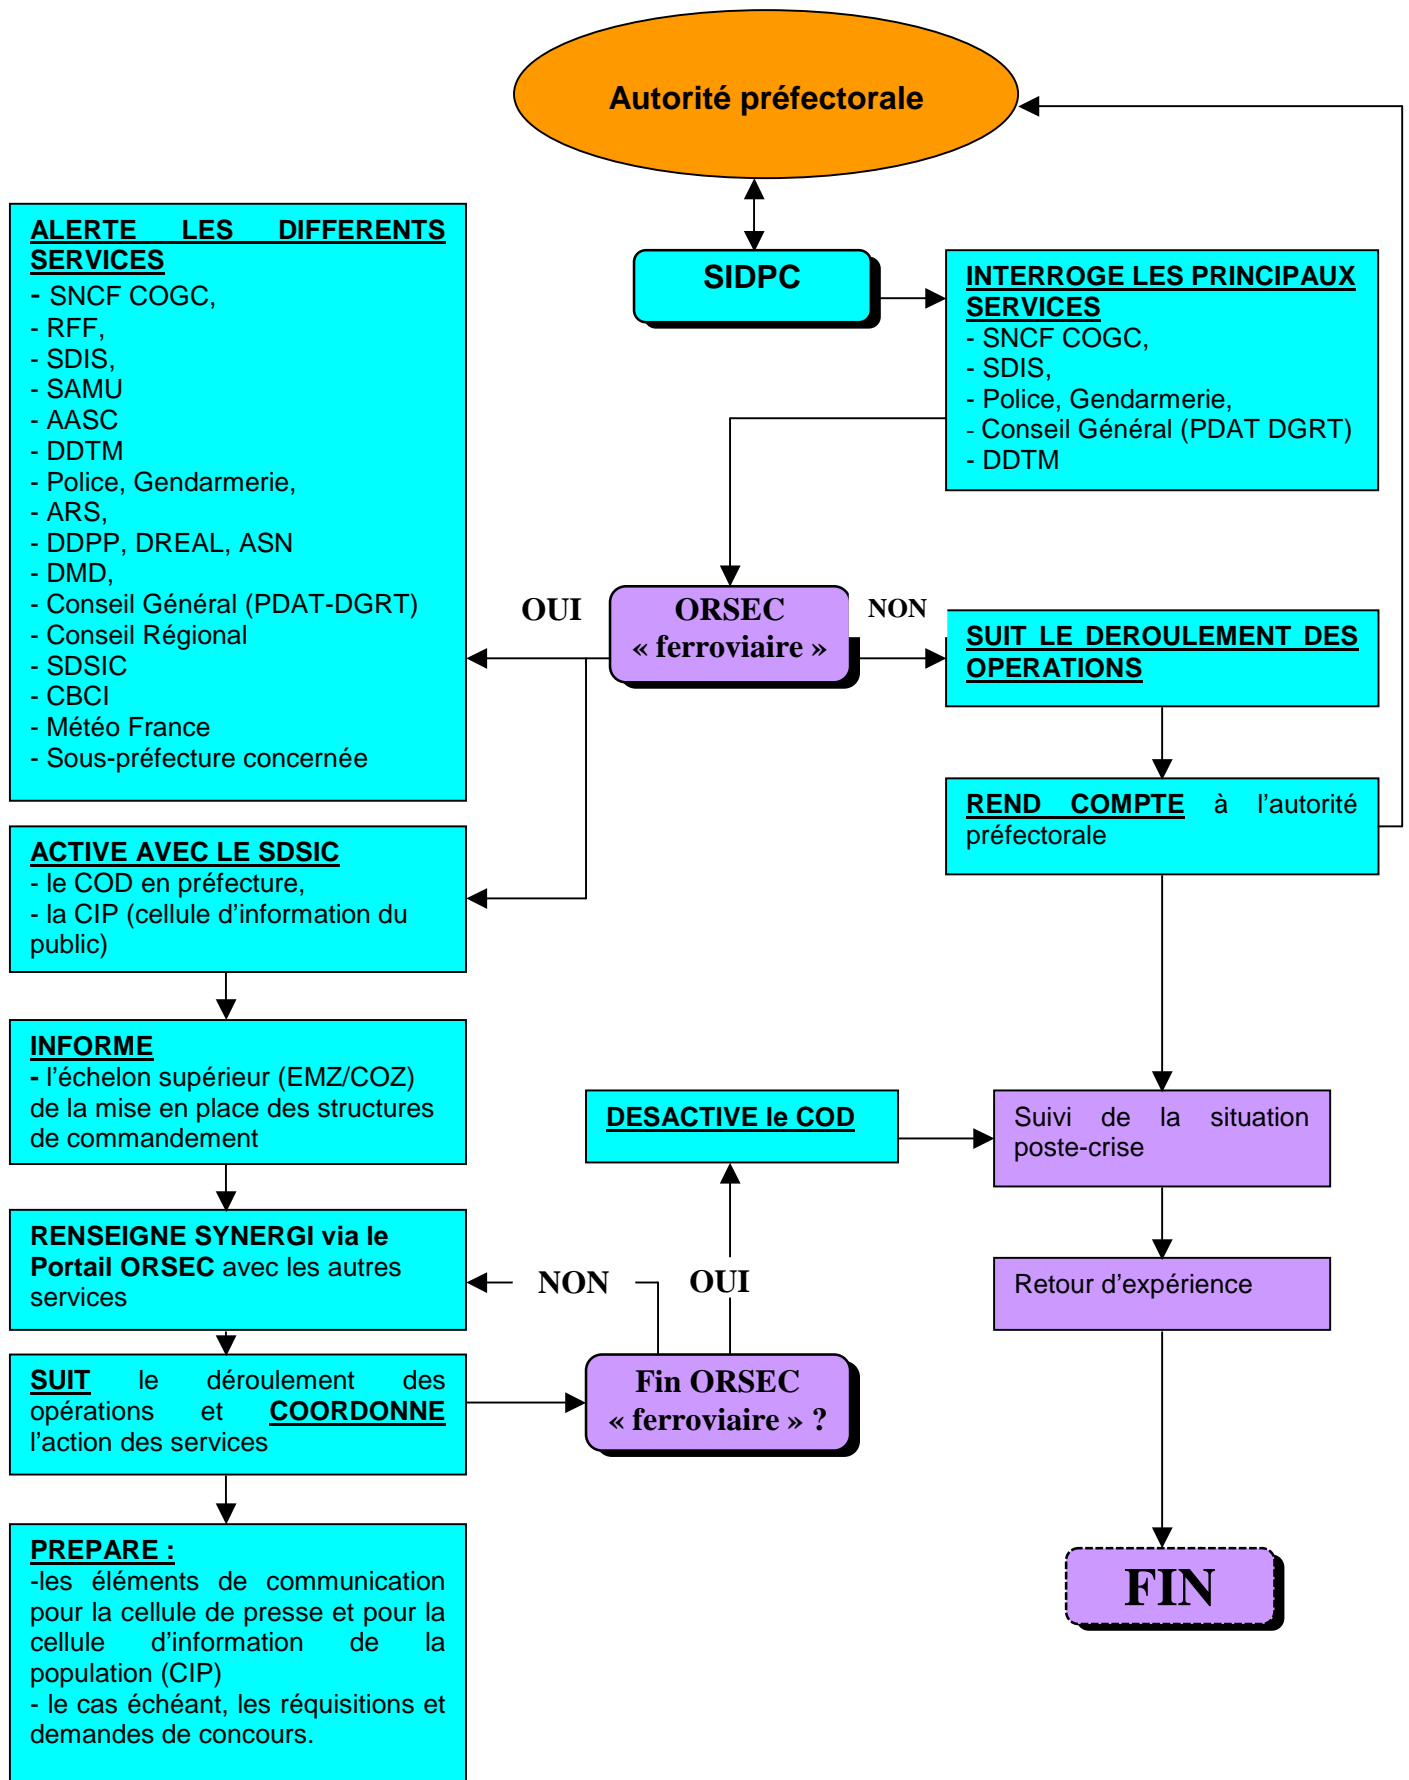 Autorité préfectorale
SIDPC
INTERROGE LES PRINCIPAUX
SERVICES
- SNCF COGC,
- SDIS,
- Police, Gendarmerie,
- Conseil Général (PDAT DGRT)
- DDTM
ALERTE LES DIFFERENTS
SERVICES
- SNCF COGC,
- RFF,
- SDIS,
- SAMU
- AASC
- DDTM
- Police, Gendarmerie,
- ARS,
- DDPP, DREAL, ASN
- DMD,
- Conseil Général (PDAT-DGRT)
- Conseil Régional
- SDSIC
- CBCI
- Météo France
- Sous-préfecture concernée
OUI
ORSEC
« ferroviaire »
NON
SUIT LE DEROULEMENT DES
OPERATIONS
REND COMPTE à l’autorité
préfectorale
ACTIVE AVEC LE SDSIC
- le COD en préfecture,
- la CIP (cellule d’information du
public)
INFORME
- l’échelon supérieur (EMZ/COZ)
de la mise en place des structures
de commandement
DESACTIVE le COD
Suivi de la situation
poste-crise
RENSEIGNE SYNERGI via le
Portail ORSEC avec les autres
services
NON
OUI
Retour d’expérience
SUIT le déroulement des
opérations et COORDONNE
l’action des services
Fin ORSEC
« ferroviaire » ?
PREPARE :
-les éléments de communication
pour la cellule de presse et pour la
cellule d’information de la
population (CIP)
- le cas échéant, les réquisitions et
demandes de concours.
FIN